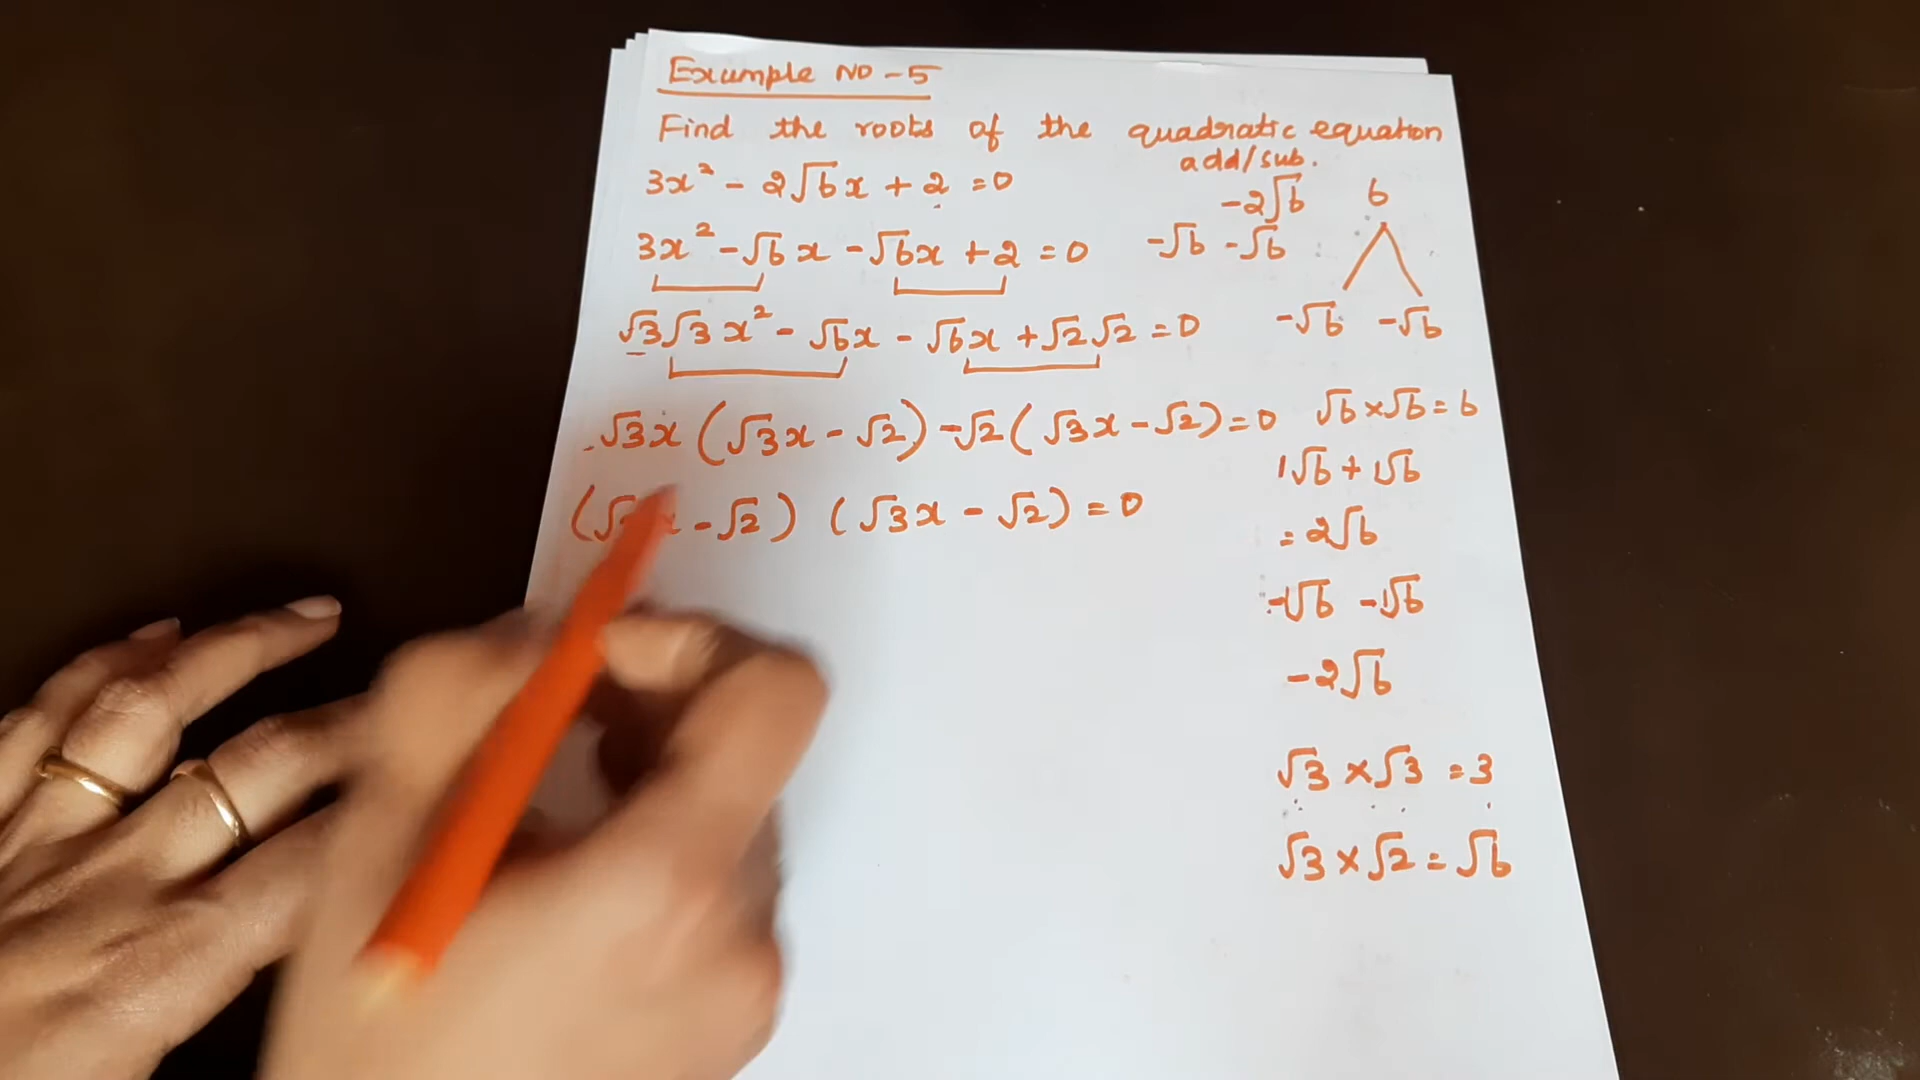 Example NO - 5
Find the roots of the quadratic equation
3x² - 2√6x + 2 = 0
3x² - √6x - √6x + 2 = 0
√3√3x² - √6x - √6x + √2√2 = 0
√3x (√3x - √2) - √2 (√3x - √2) = 0
(√ - √2) (√3x - √2) = 0
add/sub.
-2√6 6
-√6 -√6
-√6 -√6
√6 × √6 = 6
1√6 + 1√6
= 2√6
-1√6 -1√6
-2√6
√3 × √3 = 3
√3 × √2 = √6